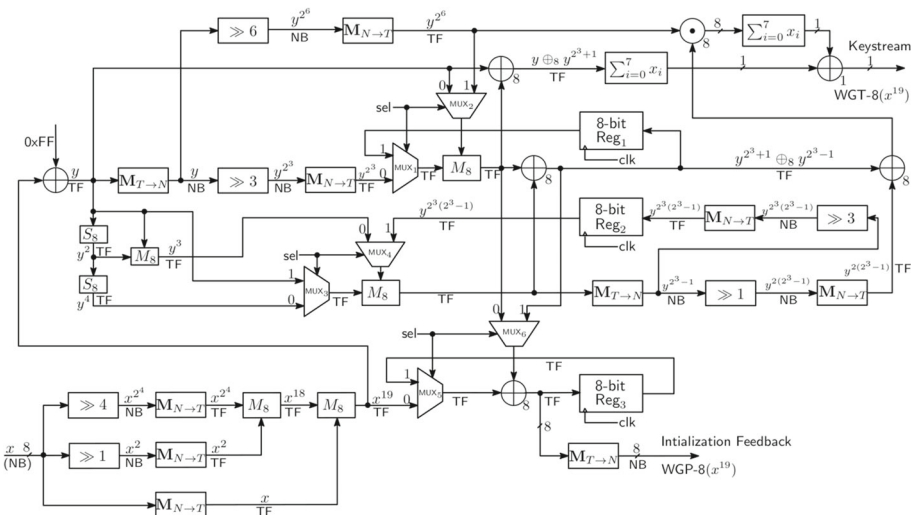 ≫ 6
y^{2^6}
NB
M_{N→T}
y^{2^6}
TF
8
8
∑_{i=0}^{7} x_i
1
Keystream
y ⊕_8 y^{2^3+1}
TF
∑_{i=0}^{7} x_i
1
1
1
WGT-8(x^{19})
8
0 1
MUX_2
sel
0xFF
8-bit
Reg_1
clk
1
MUX_1
0
TF
M_8
TF
8
y^{2^3+1} ⊕_8 y^{2^3-1}
TF
8
y
TF
M_{T→N}
y
NB
≫ 3
y^{2^3}
NB
M_{N→T}
y^{2^3}
TF
S_8
y^2
TF
M_8
y^3
TF
S_8
y^4
TF
0 1
MUX_4
sel
y^{2^3(2^3-1)}
TF
8-bit
Reg_2
clk
y^{2^3(2^3-1)}
TF
M_{N→T}
y^{2^3(2^3-1)}
NB
≫ 3
1
MUX_3
0
TF
M_8
TF
M_{T→N}
y^{2^3-1}
NB
≫ 1
y^{2(2^3-1)}
NB
M_{N→T}
y^{2(2^3-1)}
TF
TF
0 1
MUX_6
sel
TF
1
MUX_5
0
TF
8
TF
8-bit
Reg_3
clk
8
M_{T→N}
8
NB
Intialization Feedback
WGP-8(x^{19})
x 8
(NB)
≫ 4
x^{2^4}
NB
M_{N→T}
x^{2^4}
TF
M_8
x^{18}
TF
M_8
x^{19}
TF
≫ 1
x^2
NB
M_{N→T}
x^2
TF
M_{N→T}
x
TF